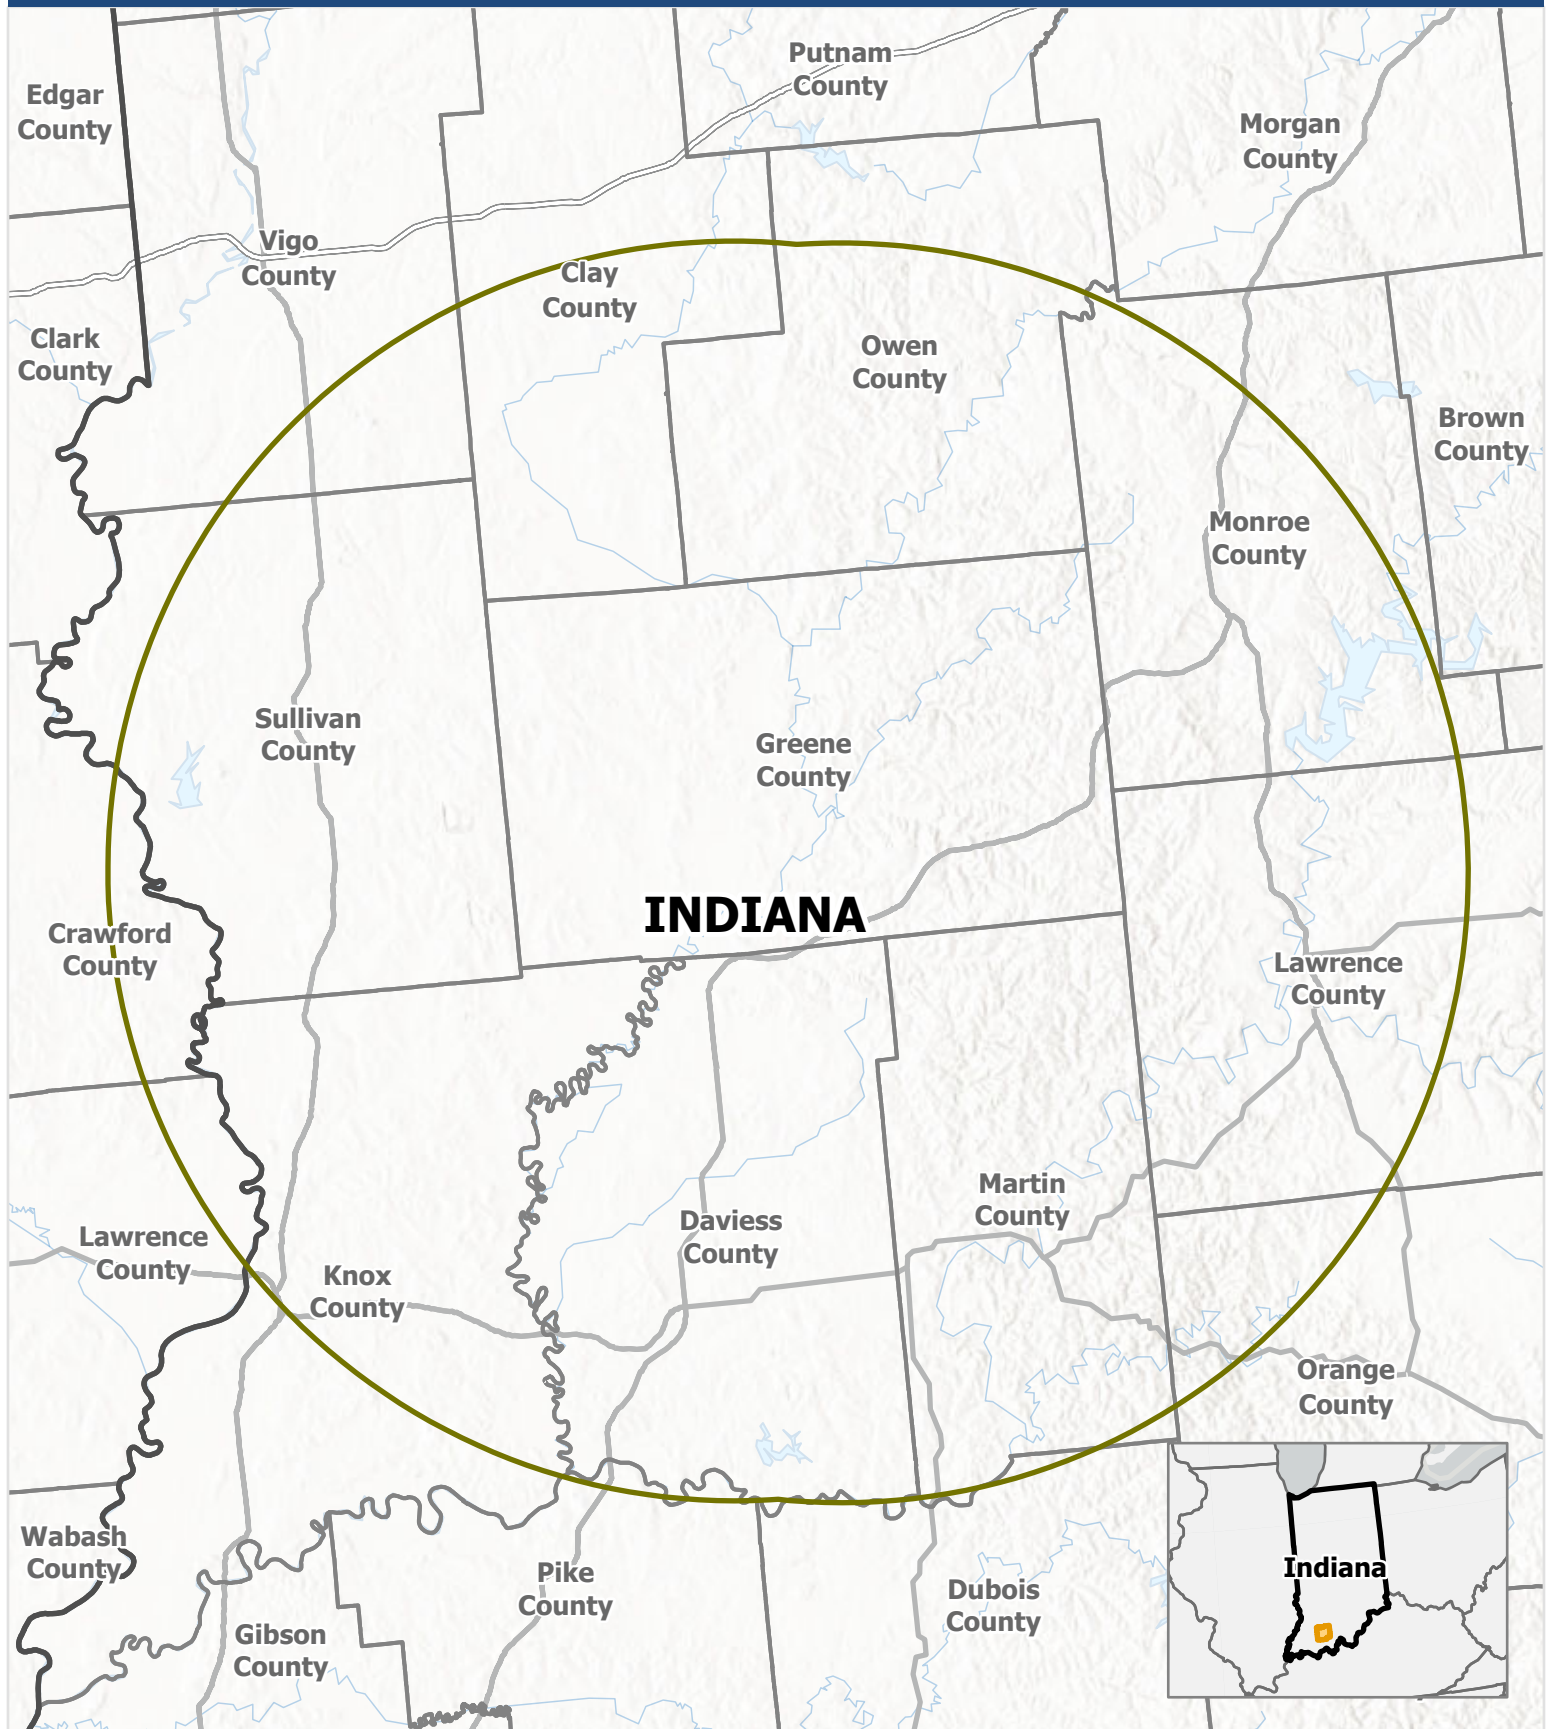 Putnam
County
Edgar
County
Morgan
County
Vigo
County
Clay
County
Clark
County
Owen
County
Brown
County
Monroe
County
Sullivan
County
Greene
County
INDIANA
Crawford
County
Lawrence
County
Martin
County
Daviess
County
Lawrence
County
Knox
County
Orange
County
Wabash
County
Pike
County
Dubois
County
Gibson
County
Indiana